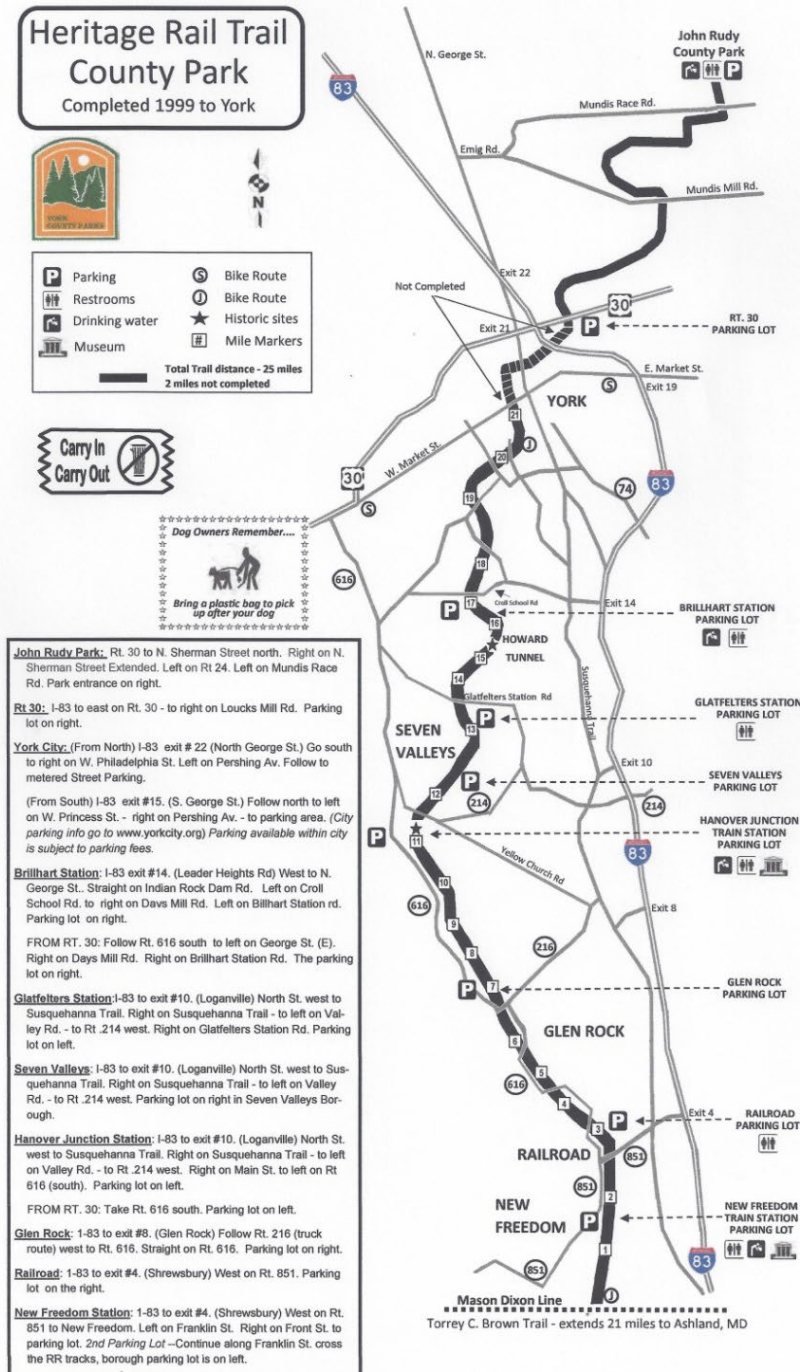 Heritage Rail Trail
County Park
Completed 1999 to York
YORK
COUNTY PARKS
N
P Parking
Restrooms
Drinking water
Museum
S Bike Route
J Bike Route
Historic sites
# Mile Markers
Total Trail distance - 25 miles
2 miles not completed
Carry In
Carry Out
Dog Owners Remember....
Bring a plastic bag to pick
up after your dog
John Rudy
County Park
P
N. George St.
83
Mundis Race Rd.
Emig Rd.
Mundis Mill Rd.
Exit 22
Not Completed
30
Exit 21
P
RT. 30
PARKING LOT
E. Market St.
S
Exit 19
YORK
21
J
W. Market St.
20
30
83
74
19
S
18
616
Croll School Rd
Exit 14
17
P
BRILLHART STATION
PARKING LOT
16
HOWARD
TUNNEL
15
14
Susquehanna Trail
Glatfelters Station Rd
GLATFELTERS STATION
PARKING LOT
P
13
SEVEN
VALLEYS
Exit 10
SEVEN VALLEYS
PARKING LOT
P
12
214
214
HANOVER JUNCTION
TRAIN STATION
PARKING LOT
P
11
83
Yellow Church Rd
10
616
Exit 8
9
216
8
7
P
GLEN ROCK
PARKING LOT
GLEN ROCK
6
5
616
4
Exit 4
3
P
RAILROAD
PARKING LOT
RAILROAD
851
851
2
NEW
FREEDOM
P
NEW FREEDOM
TRAIN STATION
PARKING LOT
1
83
851
J
Mason Dixon Line
Torrey C. Brown Trail - extends 21 miles to Ashland, MD
John Rudy Park: Rt. 30 to N. Sherman Street north. Right on N.
Sherman Street Extended. Left on Rt 24. Left on Mundis Race
Rd. Park entrance on right.
Rt 30: I-83 to east on Rt. 30 - to right on Loucks Mill Rd. Parking
lot on right.
York City: (From North) I-83 exit # 22 (North George St.) Go south
to right on W. Philadelphia St. Left on Pershing Av. Follow to
metered Street Parking.
(From South) I-83 exit #15. (S. George St.) Follow north to left
on W. Princess St. - right on Pershing Av. - to parking area. (City
parking info go to www.yorkcity.org) Parking available within city
is subject to parking fees.
Brillhart Station: I-83 exit #14. (Leader Heights Rd) West to N.
George St.. Straight on Indian Rock Dam Rd. Left on Croll
School Rd. to right on Davs Mill Rd. Left on Billhart Station rd.
Parking lot on right.
FROM RT. 30: Follow Rt. 616 south to left on George St. (E).
Right on Days Mill Rd. Right on Brillhart Station Rd. The parking
lot on right.
Glatfelters Station:I-83 to exit #10. (Loganville) North St. west to
Susquehanna Trail. Right on Susquehanna Trail - to left on Val-
ley Rd. - to Rt .214 west. Right on Glatfelters Station Rd. Parking
lot on left.
Seven Valleys: I-83 to exit #10. (Loganville) North St. west to Sus-
quehanna Trail. Right on Susquehanna Trail - to left on Valley
Rd. - to Rt .214 west. Parking lot on right in Seven Valleys Bor-
ough.
Hanover Junction Station: I-83 to exit #10. (Loganville) North St.
west to Susquehanna Trail. Right on Susquehanna Trail - to left
on Valley Rd. - to Rt .214 west. Right on Main St. to left on Rt
616 (south). Parking lot on left.
FROM RT. 30: Take Rt. 616 south. Parking lot on left.
Glen Rock: 1-83 to exit #8. (Glen Rock) Follow Rt. 216 (truck
route) west to Rt. 616. Straight on Rt. 616. Parking lot on right.
Railroad: 1-83 to exit #4. (Shrewsbury) West on Rt. 851. Parking
lot on the right.
New Freedom Station: 1-83 to exit #4. (Shrewsbury) West on Rt.
851 to New Freedom. Left on Franklin St. Right on Front St. to
parking lot. 2nd Parking Lot –Continue along Franklin St. cross
the RR tracks, borough parking lot is on left.